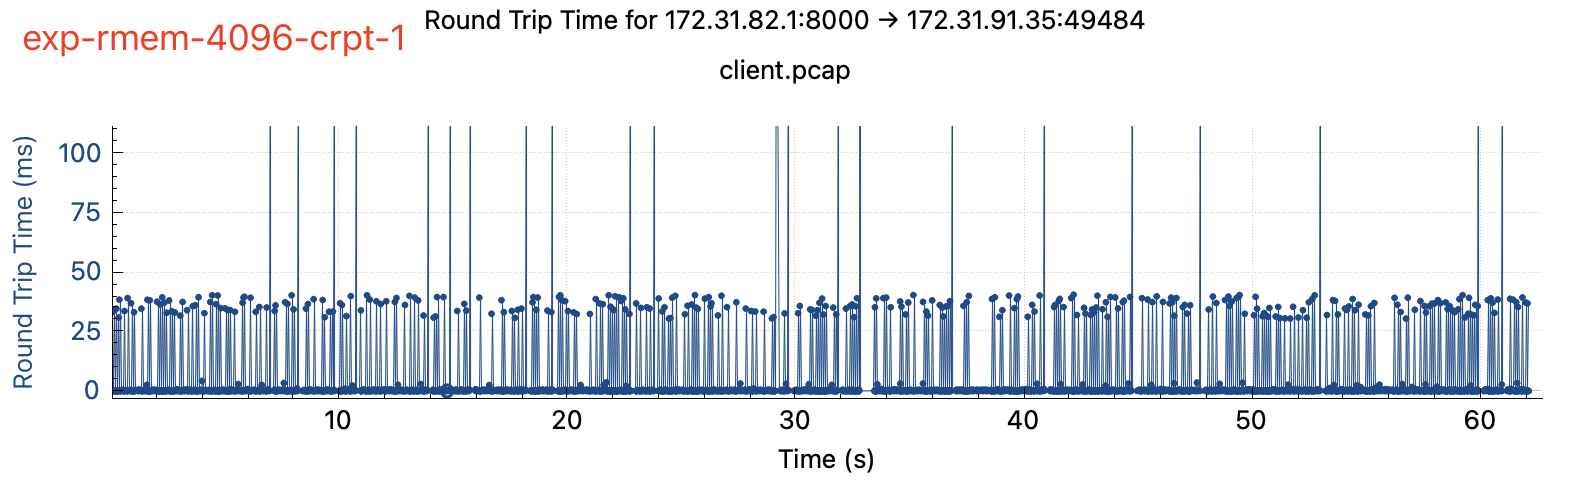 exp-rmem-4096-crpt-1
Round Trip Time for 172.31.82.1:8000 → 172.31.91.35:49484
client.pcap
Round Trip Time (ms)
100
75
50
25
0
10 20 30 40 50 60
Time (s)